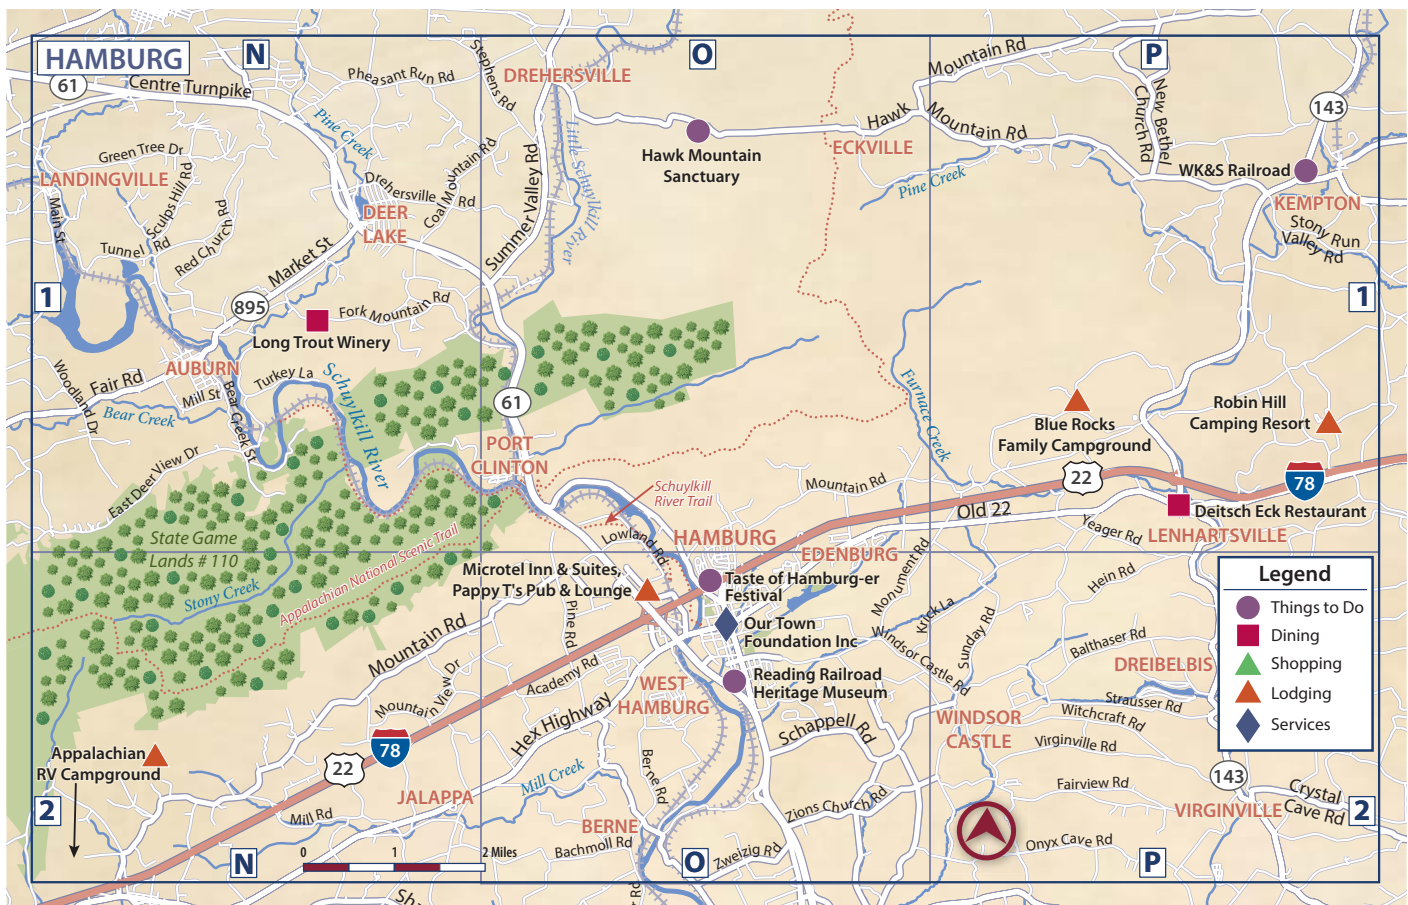 HAMBURG
N
O
P
61
Centre Turnpike
Pheasant Run Rd
Stephens Rd
DREHERSVILLE
Mountain Rd
New Bethel
Church Rd
143
Pine Creek
Little Schuylkill River
Hawk
Mountain Rd
ECKVILLE
Hawk Mountain
Sanctuary
WK&S Railroad
KEMPTON
Stony Run
Valley Rd
Pine Creek
Green Tree Dr
LANDINGVILLE
Main St
Sculps Hill Rd
Red Church Rd
Tunnel Rd
Drehersville Rd
Coal Mountain Rd
Summer Valley Rd
DEER
LAKE
Market St
1
1
895
Fork Mountain Rd
Long Trout Winery
AUBURN
Fair Rd
Woodland Dr
Mill St
Turkey La
Bear Creek
Bear Creek St
Schuylkill River
61
PORT
CLINTON
Furnace Creek
Blue Rocks
Family Campground
Robin Hill
Camping Resort
22
78
East Deer View Dr
State Game
Lands # 110
Stony Creek
Appalachian National Scenic Trail
Schuylkill
River Trail
Mountain Rd
Old 22
Deitsch Eck Restaurant
LENHARTSVILLE
Yeager Rd
HAMBURG
EDENBURG
Lowland Rd
Microtel Inn & Suites,
Pappy T's Pub & Lounge
Taste of Hamburg-er
Festival
Our Town
Foundation Inc
Reading Railroad
Heritage Museum
Monument Rd
Krick La
Windsor Castle Rd
Sunday Rd
Hein Rd
Balthaser Rd
DREIBELBIS
Strausser Rd
Witchcraft Rd
Virginville Rd
WINDSOR
CASTLE
Legend
Things to Do
Dining
Shopping
Lodging
Services
Mountain Rd
Pine Rd
Academy Rd
Mountain View Dr
Hex Highway
WEST
HAMBURG
Schappell Rd
Appalachian
RV Campground
78
22
Mill Creek
Berne Rd
JALAPPA
Mill Rd
BERNE
Bachmoll Rd
Zions Church Rd
Zweizig Rd
Fairview Rd
143
VIRGINVILLE
Crystal
Cave Rd
Onyx Cave Rd
2
2
0 1 2 Miles
N
O
P